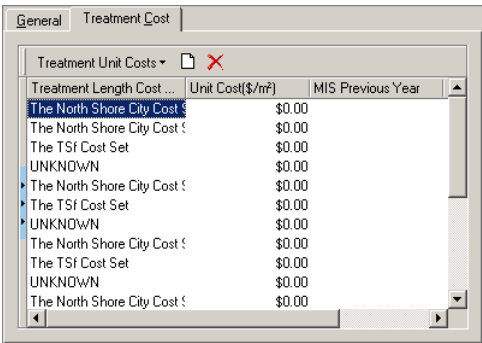 General Treatment Cost
Treatment Unit Costs
Treatment Length Cost ... Unit Cost($/m²) MIS Previous Year
The North Shore City Cost S $0.00
The North Shore City Cost S $0.00
The TSf Cost Set $0.00
UNKNOWN $0.00
The North Shore City Cost S $0.00
The TSf Cost Set $0.00
UNKNOWN $0.00
The North Shore City Cost S $0.00
The TSf Cost Set $0.00
UNKNOWN $0.00
The North Shore City Cost S $0.00